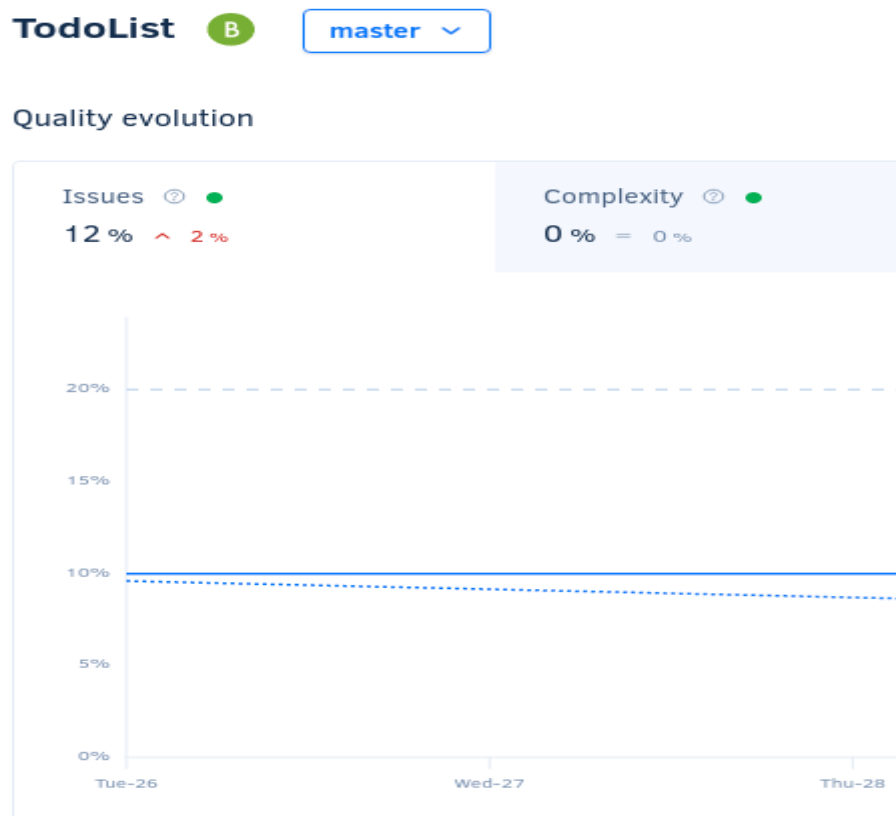 TodoList B master
Quality evolution
Issues ? Complexity ?
12 % ^ 2 % 0 % = 0 %
20%
15%
10%
5%
0%
Tue-26 Wed-27 Thu-28